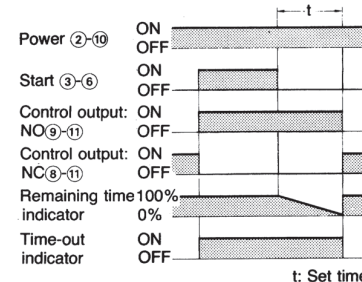 t
Power ②-⑩ ON
OFF
Start ③-⑥ ON
OFF
Control output: ON
NO⑨-⑪ OFF
Control output: ON
NC⑧-⑪ OFF
Remaining time 100%
indicator 0%
Time-out ON
indicator OFF
t: Set time